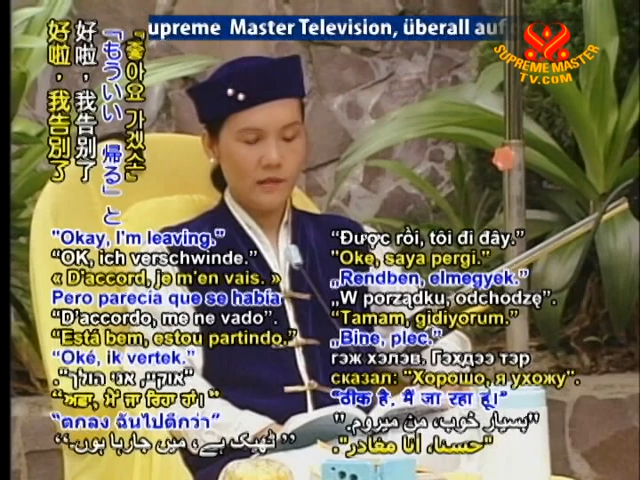 upreme Master Television, überall auf
SUPREME MASTER
TV.COM
『좋아요 가겠소』
「もういい 帰る」と
好啦，我告别了
好啦，我告別了
"Okay, I'm leaving."
“OK, ich verschwinde.”
« D'accord, je m'en vais. »
Pero parecía que se había
“D'accordo, me ne vado”.
“Está bem, estou partindo.”
“Oké, ik vertek.”
"אוקיי, אני הולך".
“ਅਛਾ, ਮੈਂ ਜਾ ਰਿਹਾ ਹਾਂ।”
“ตกลง ฉันไปดีกว่า”
”ٹھیک ہے، میں جارہا ہوں.“
“Được rồi, tôi đi đây.”
"Oke, saya pergi."
„Rendben, elmegyek.”
„W porządku, odchodzę”.
“Tamam, gidiyorum.”
„Bine, plec.”
гэж хэлэв. Гэхдээ тэр
сказал: "Хорошо, я ухожу".
“ठीक है, मैं जा रहा हूं।”
"بسیار خوب، من میروم."
"حسنا، أنا مغادر".